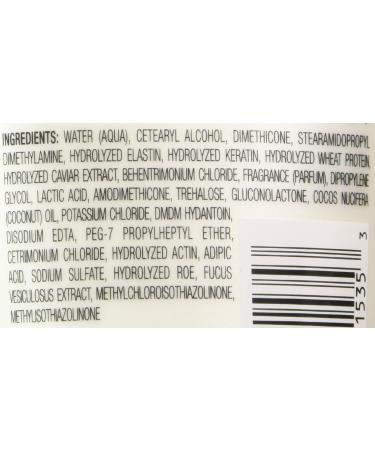 INGREDIENTS: WATER (AQUA), CETEARYL ALCOHOL, DIMETHICONE, STEARAMIDOPROPYL
DIMETHYLAMINE, HYDROLYZED ELASTIN, HYDROLYZED KERATIN, HYDROLYZED WHEAT PROTEIN,
HYDROLYZED CAVIAR EXTRACT, BEHENTRIMONIUM CHLORIDE, FRAGRANCE (PARFUM), DIPROPYLENE
GLYCOL, LACTIC ACID, AMODIMETHICONE, TREHALOSE, GLUCONOLACTONE, COCOS NUCIFERA
(COCONUT) OIL, POTASSIUM CHLORIDE, DMDM HYDANTOIN,
DISODIUM EDTA, PEG-7 PROPYLHEPTYL ETHER,
CETRIMONIUM CHLORIDE, HYDROLYZED ACTIN, ADIPIC
ACID, SODIUM SULFATE, HYDROLYZED ROE, FUCUS
VESICULOSUS EXTRACT, METHYLCHLOROISOTHIAZOLINONE,
METHYLISOTHIAZOLINONE
1535
3